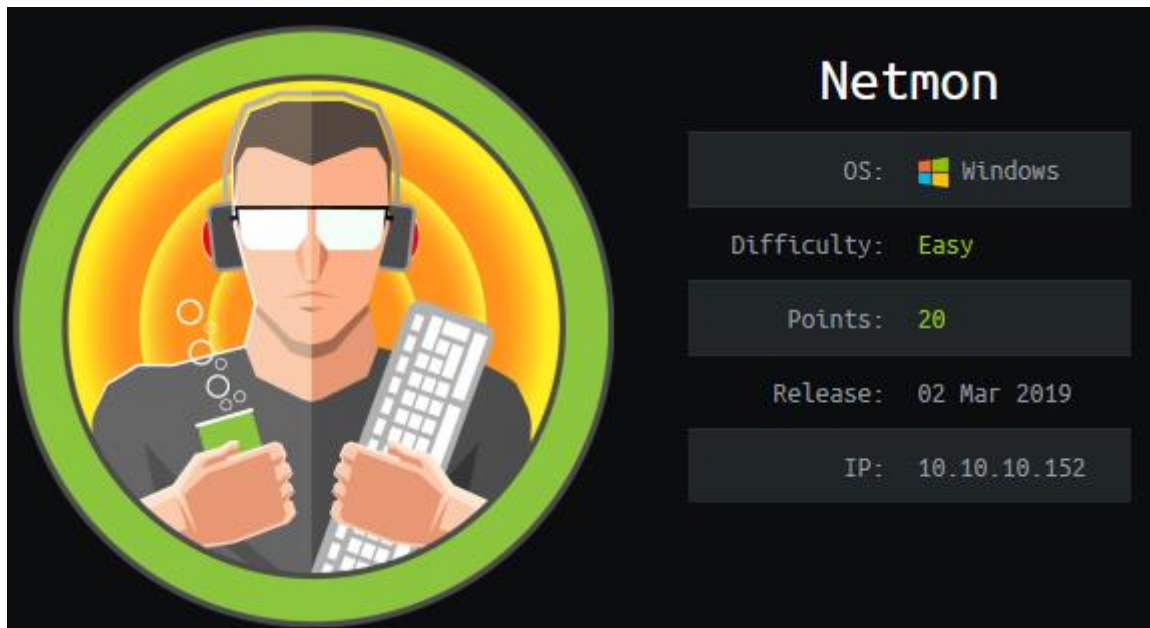 Netmon
OS: Windows
Difficulty: Easy
Points: 20
Release: 02 Mar 2019
IP: 10.10.10.152